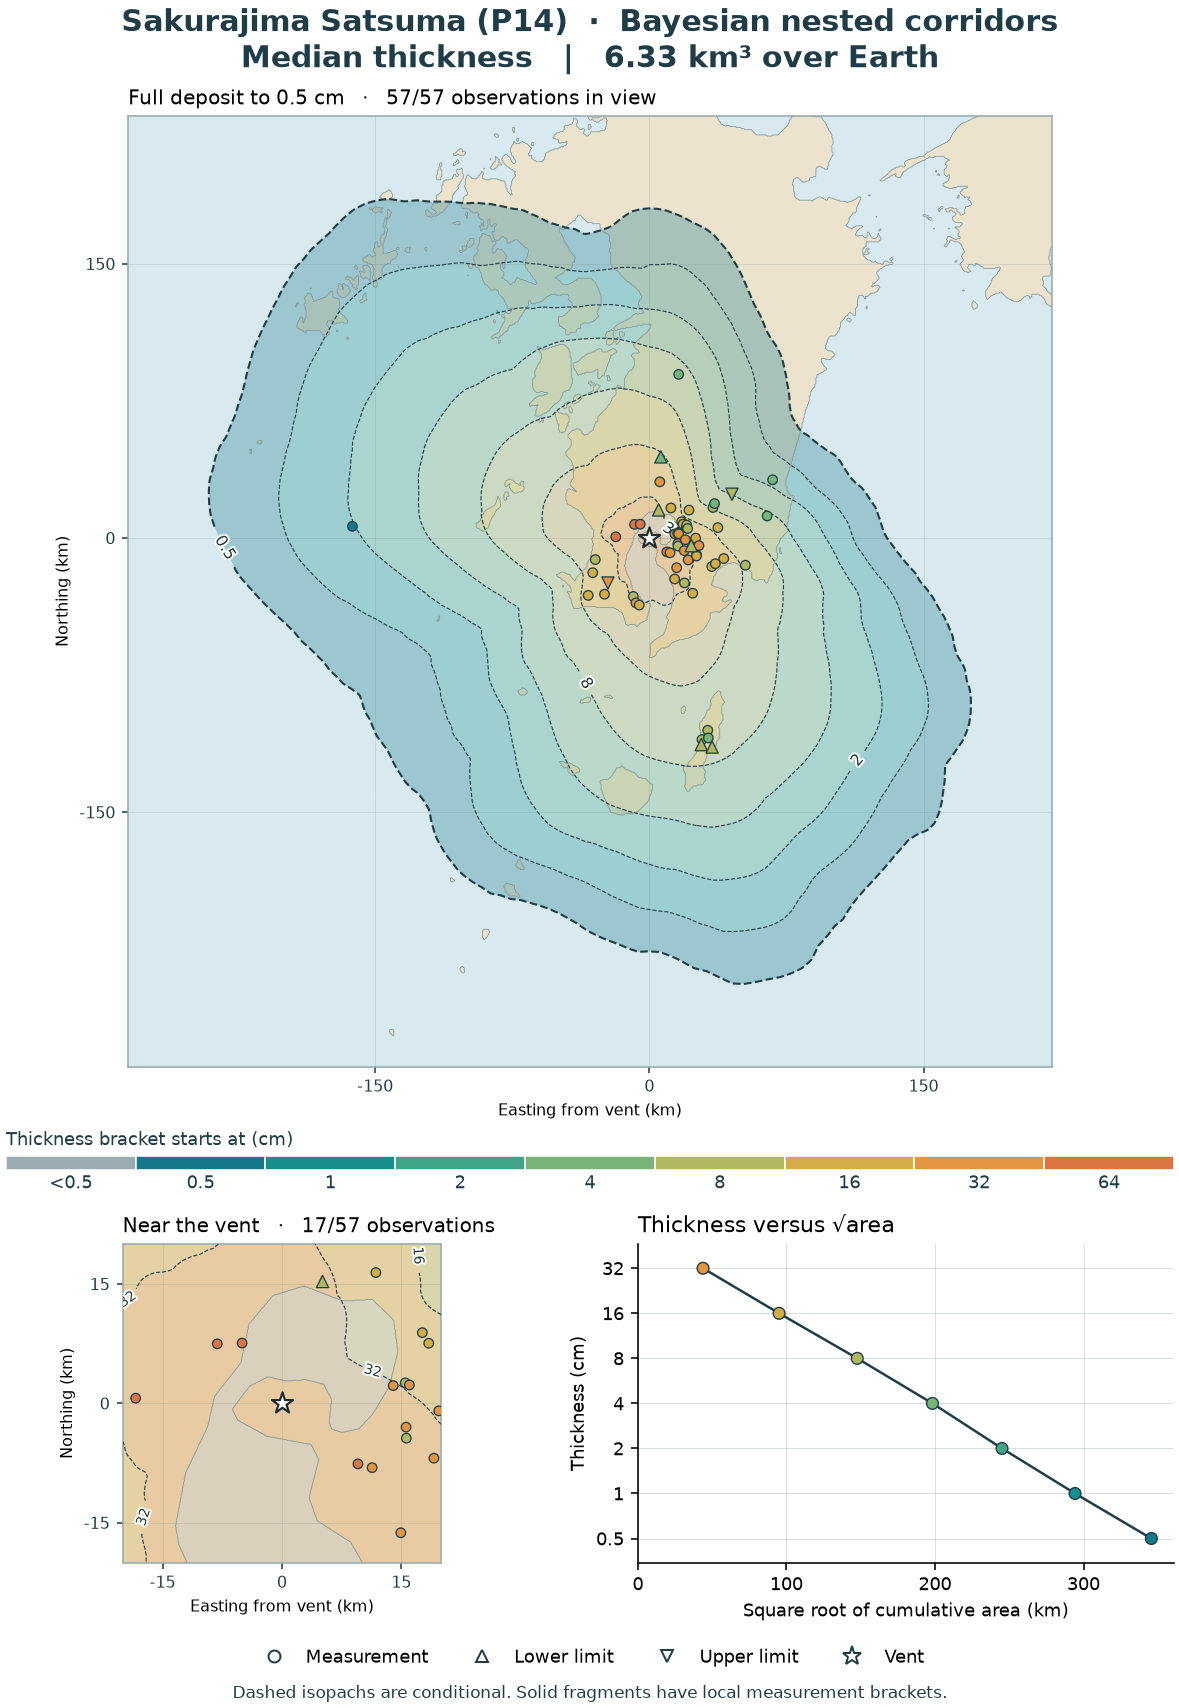 Sakurajima Satsuma (P14)  ·  Bayesian nested corridors
Median thickness  |  6.33 km³ over Earth
Full deposit to 0.5 cm  ·  57/57 observations in view
Northing (km)
150
0
-150
0.5
8
2
3
-150
0
150
Easting from vent (km)
Thickness bracket starts at (cm)
<0.5
0.5
1
2
4
8
16
32
64
Near the vent  ·  17/57 observations
Northing (km)
15
0
-15
16
32
32
32
-15
0
15
Easting from vent (km)
Thickness versus √area
Thickness (cm)
32
16
8
4
2
1
0.5
0
100
200
300
Square root of cumulative area (km)
Measurement
Lower limit
Upper limit
Vent
Dashed isopachs are conditional. Solid fragments have local measurement brackets.